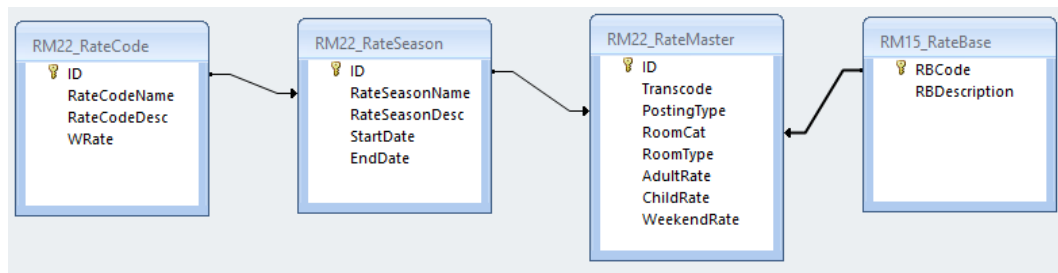 RM22_RateCode
ID
RateCodeName
RateCodeDesc
WRate
RM22_RateSeason
ID
RateSeasonName
RateSeasonDesc
StartDate
EndDate
RM22_RateMaster
ID
Transcode
PostingType
RoomCat
RoomType
AdultRate
ChildRate
WeekendRate
RM15_RateBase
RBCode
RBDescription